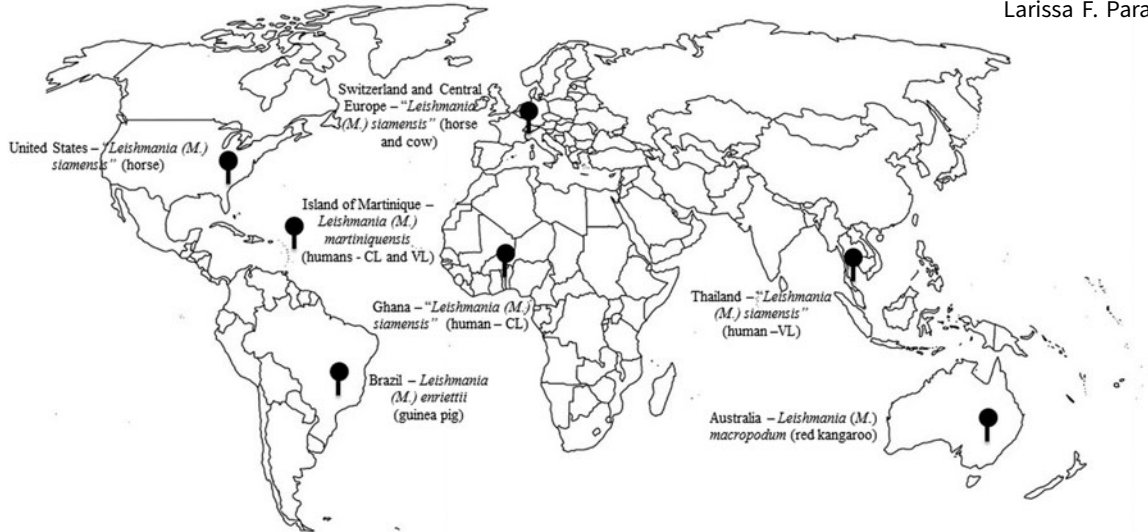 Larissa F. Para
Switzerland and Central
Europe – “Leishmania
(M.) siamensis” (horse
and cow)
United States – “Leishmania (M.)
siamensis” (horse)
Island of Martinique –
Leishmania (M.)
martiniquensis
(humans - CL and VL)
Ghana – “Leishmania (M.)
siamensis” (human – CL)
Thailand – “Leishmania
(M.) siamensis”
(human –VL)
Brazil – Leishmania
(M.) enriettii
(guinea pig)
Australia – Leishmania (M.)
macropodum (red kangaroo)